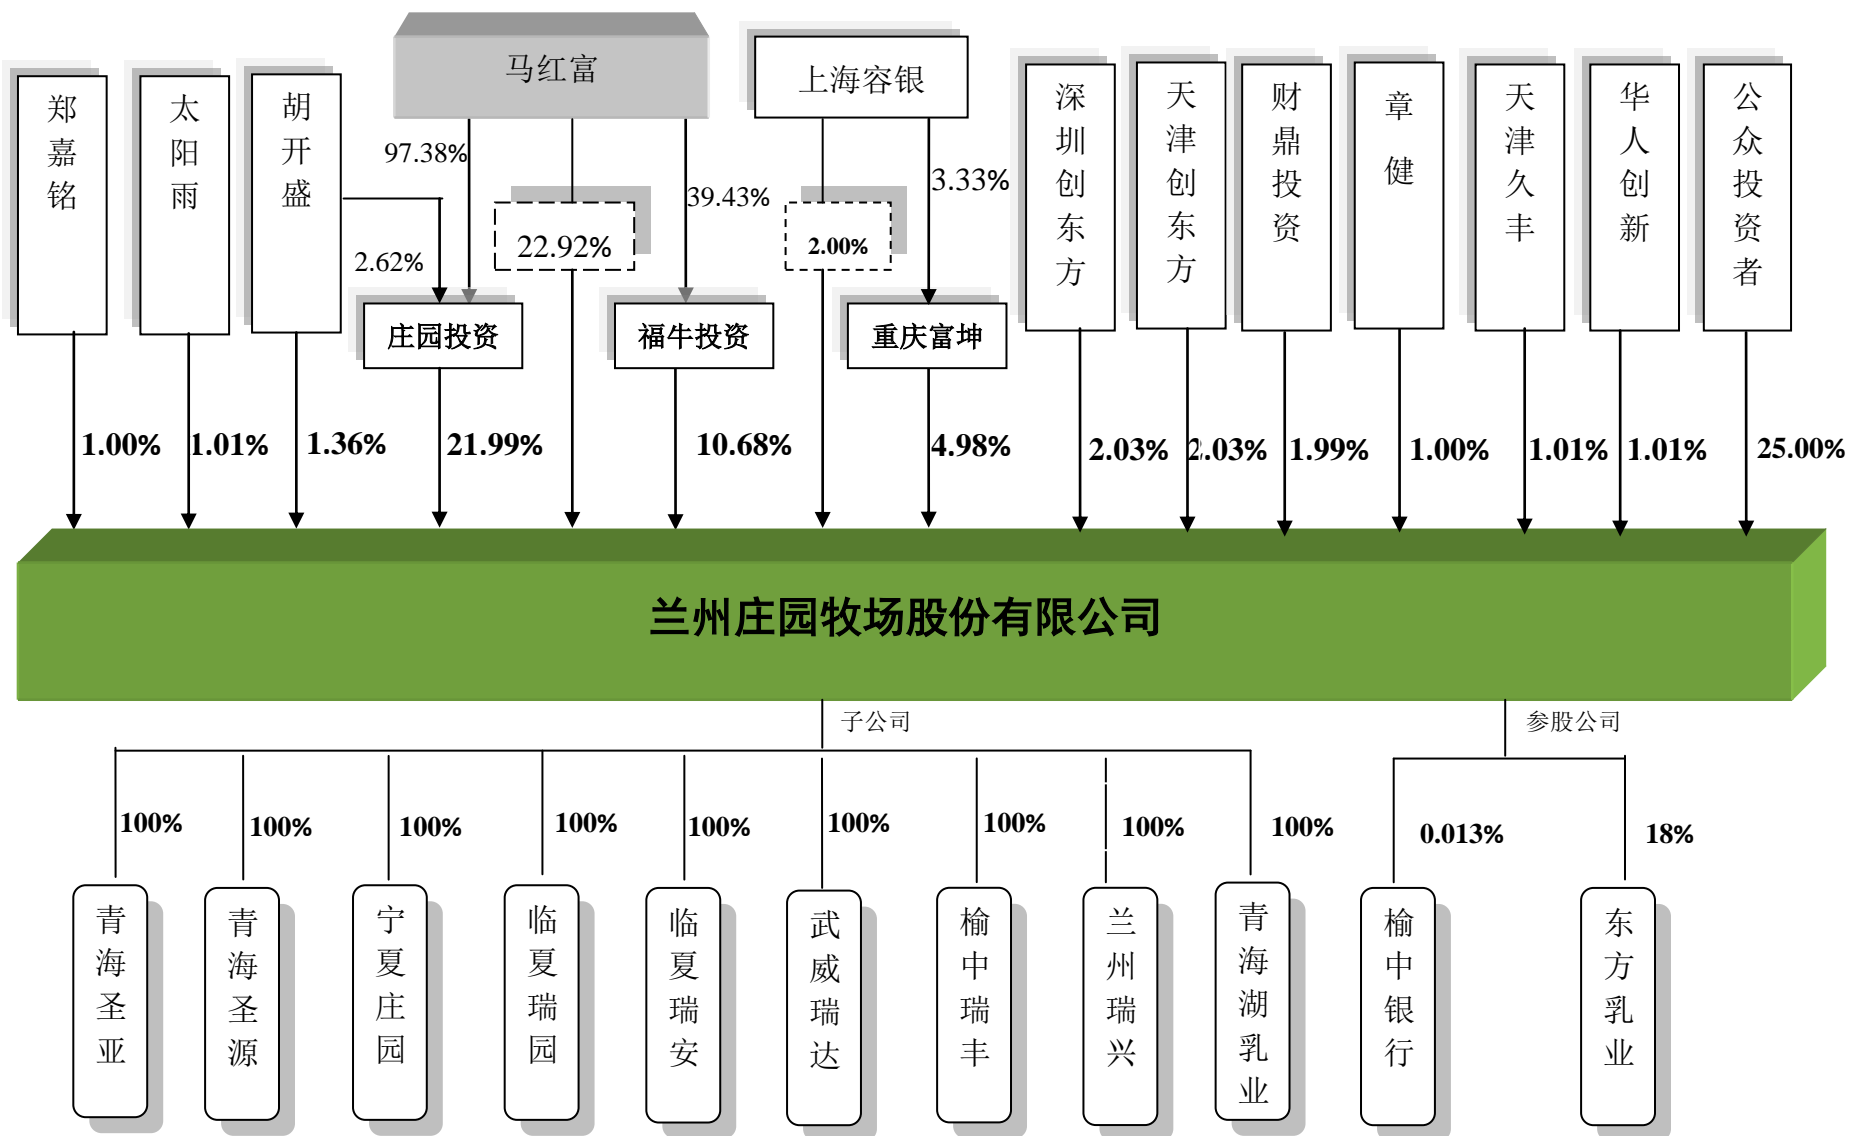 马红富
上海容银
郑嘉铭
太阳雨
胡开盛
深圳创东方
天津创东方
财鼎投资
章健
天津久丰
华人创新
公众投资者
97.38%
3.33%
39.43%
22.92%
2.00%
2.62%
庄园投资
福牛投资
重庆富坤
1.00%
1.01%
1.36%
21.99%
10.68%
4.98%
2.03%
2.03%
1.99%
1.00%
1.01%
1.01%
25.00%
兰州庄园牧场股份有限公司
子公司
参股公司
100%
100%
100%
100%
100%
100%
100%
100%
100%
0.013%
18%
青海圣亚
青海圣源
宁夏庄园
临夏瑞园
临夏瑞安
武威瑞达
榆中瑞丰
兰州瑞兴
青海湖乳业
榆中银行
东方乳业